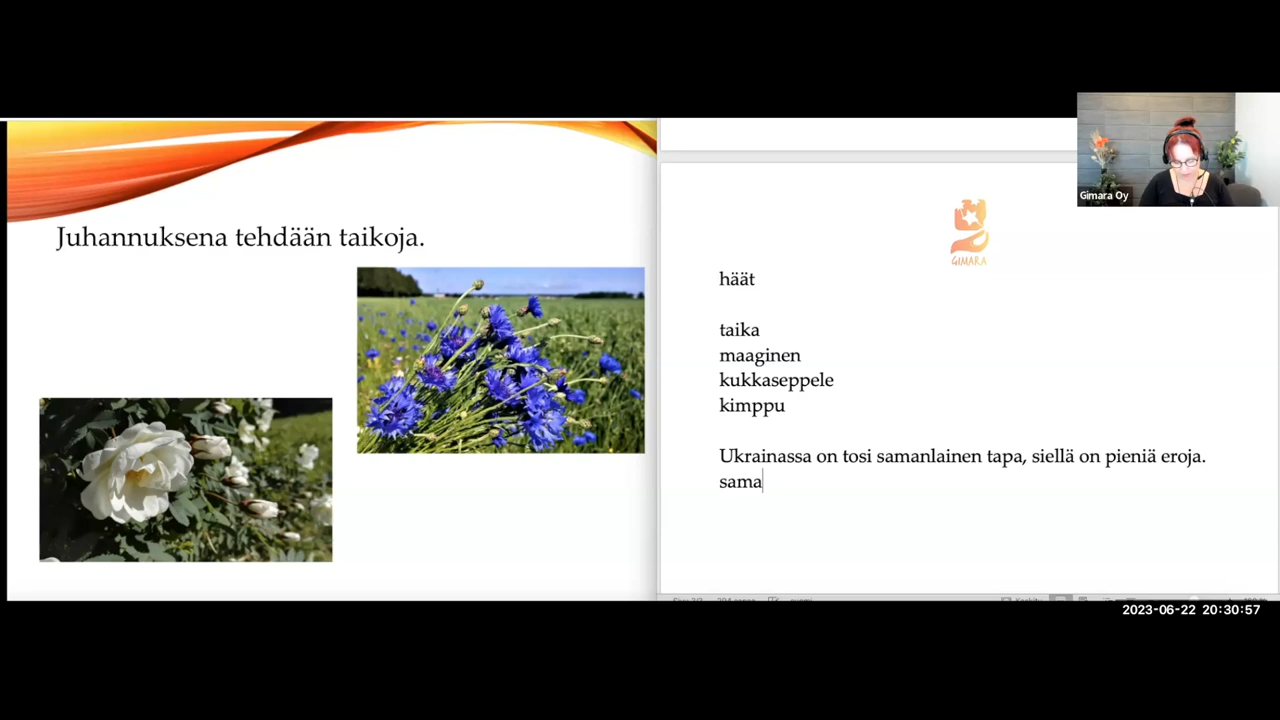 Juhannuksena tehdään taikoja.
Gimara Oy
GIMARA
häät
taika
maaginen
kukkaseppele
kimppu
Ukrainassa on tosi samanlainen tapa, siellä on pieniä eroja.
sama
2023-06-22 20:30:57